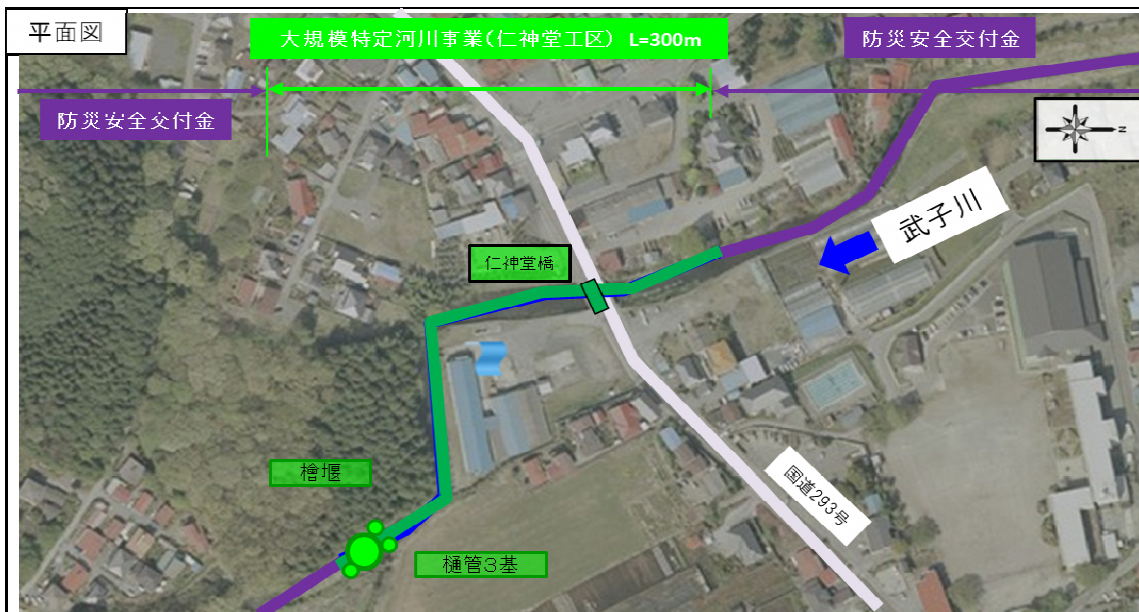 平面図
大規模特定河川事業(仁神堂工区) L=300m
防災安全交付金
防災安全交付金
N
武子川
仁神堂橋
檜堰
国道293号
樋管3基